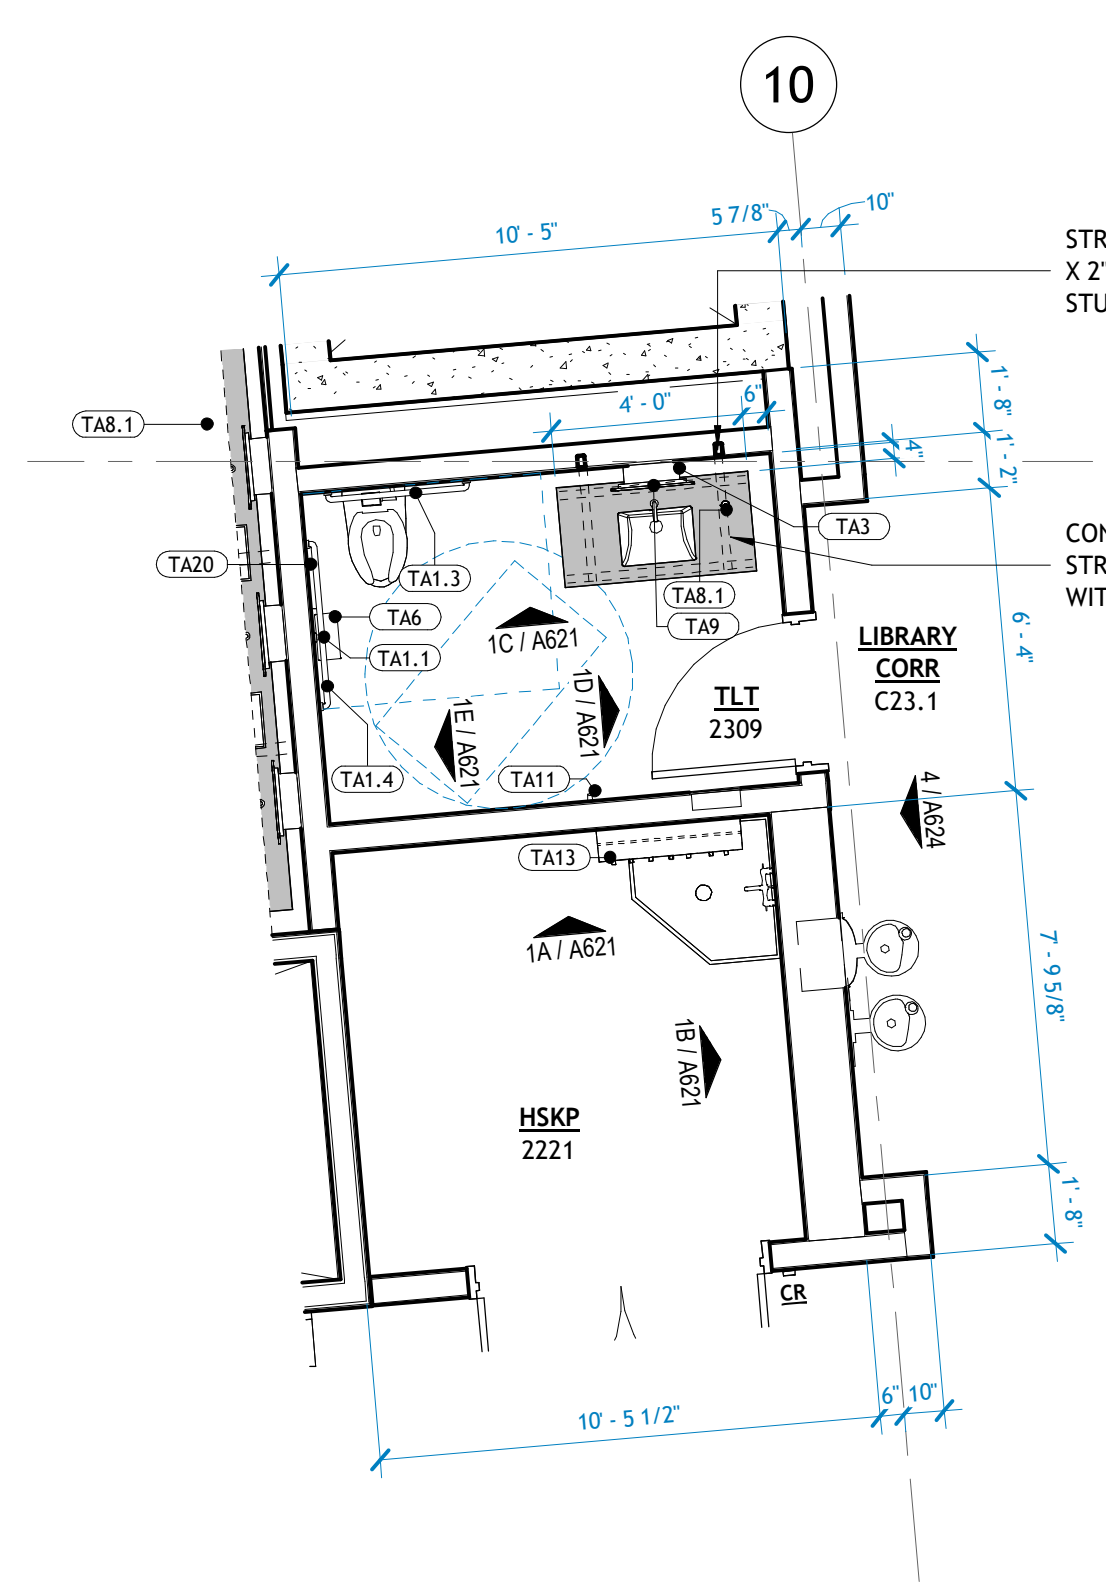 10
5 7/8"
10"
10' - 5"
STR
X 2"
STU
1' - 8"
4' - 0"
6"
TA8.1
4"
1' - 2"
TA3
CON
STR
WIT
TA20
TA1.3
TA8.1
TA6
TA9
1C / A621
TA1.1
LIBRARY
CORR
C23.1
6' - 4"
1D / A621
TLT
2309
1E / A621
TA1.4
TA11
4 / A624
TA13
1A / A621
7' - 9 5/8"
1B / A621
HSKP
2221
1' - 8"
CR
6"
10"
10' - 5 1/2"